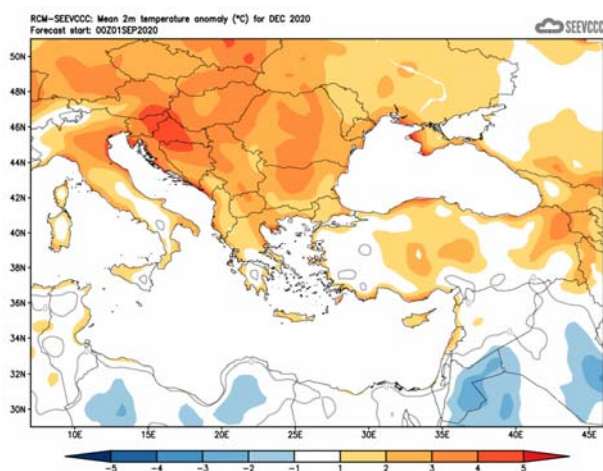 RCM-SEEVCCC: Mean 2m temperature anomaly (°C) for DEC 2020
Forecast start: 00Z01SEP2020
SEEVCCC
50N
48N
46N
44N
42N
40N
38N
36N
34N
32N
30N
10E 15E 20E 25E 30E 35E 40E 45E
-5 -4 -3 -2 -1 1 2 3 4 5